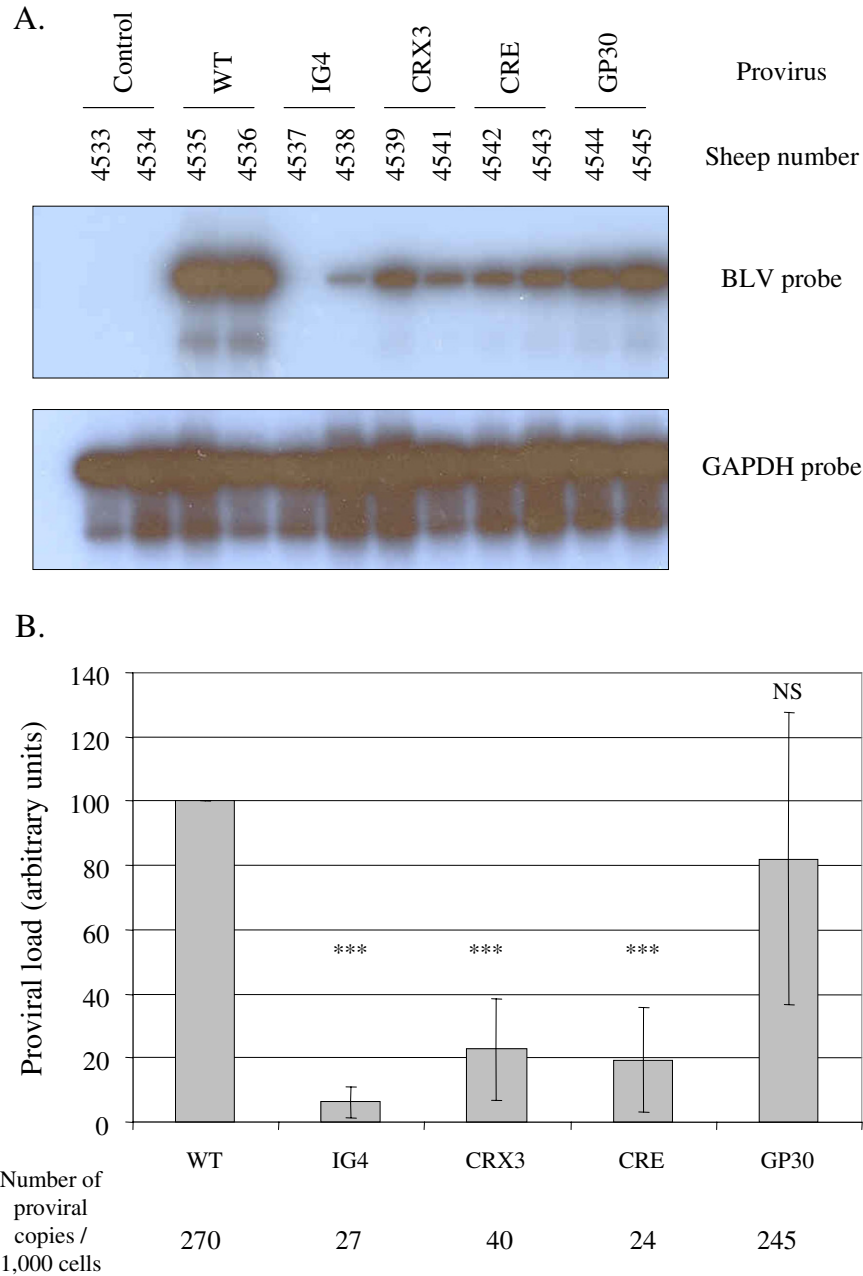 A.
Control WT IG4 CRX3 CRE GP30 Provirus
4533 4534 4535 4536 4537 4538 4539 4541 4542 4543 4544 4545 Sheep number
BLV probe
GAPDH probe
B.
Proviral load (arbitrary units)
140
120
100
80
60
40
20
0
NS
*** *** ***
WT IG4 CRX3 CRE GP30
Number of
proviral
copies /
1,000 cells
270 27 40 24 245